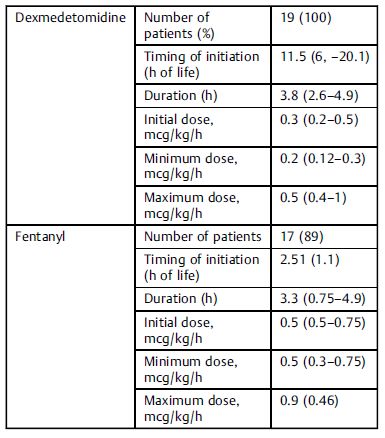 Dexmedetomidine
Number of
patients (%)
19 (100)
Timing of initiation
(h of life)
11.5 (6, −20.1)
Duration (h)
3.8 (2.6–4.9)
Initial dose,
mcg/kg/h
0.3 (0.2–0.5)
Minimum dose,
mcg/kg/h
0.2 (0.12–0.3)
Maximum dose,
mcg/kg/h
0.5 (0.4–1)
Fentanyl
Number of patients
17 (89)
Timing of initiation
(h of life)
2.51 (1.1)
Duration (h)
3.3 (0.75–4.9)
Initial dose,
mcg/kg/h
0.5 (0.5–0.75)
Minimum dose,
mcg/kg/h
0.5 (0.3–0.75)
Maximum dose,
mcg/kg/h
0.9 (0.46)